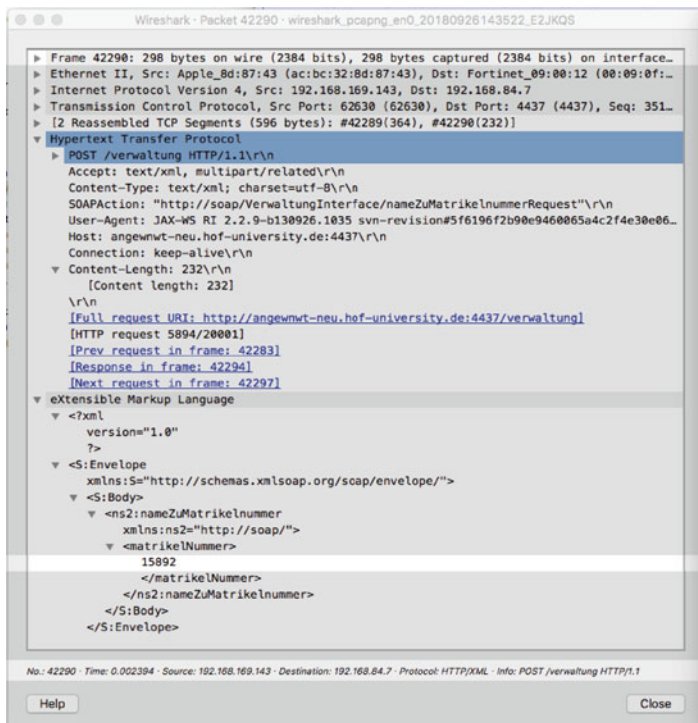 Wireshark · Packet 42290 · wireshark_pcapng_en0_20180926143522_E2JKQS
Frame 42290: 298 bytes on wire (2384 bits), 298 bytes captured (2384 bits) on interface…
Ethernet II, Src: Apple_8d:87:43 (ac:bc:32:8d:87:43), Dst: Fortinet_09:00:12 (00:09:0f:…
Internet Protocol Version 4, Src: 192.168.169.143, Dst: 192.168.84.7
Transmission Control Protocol, Src Port: 62630 (62630), Dst Port: 4437 (4437), Seq: 351…
[2 Reassembled TCP Segments (596 bytes): #42289(364), #42290(232)]
Hypertext Transfer Protocol
POST /verwaltung HTTP/1.1\r\n
Accept: text/xml, multipart/related\r\n
Content-Type: text/xml; charset=utf-8\r\n
SOAPAction: "http://soap/VerwaltungInterface/nameZuMatrikelnummerRequest"\r\n
User-Agent: JAX-WS RI 2.2.9-b130926.1035 svn-revision#5f6196f2b90e9460065a4c2f4e30e06…
Host: angewnwt-neu.hof-university.de:4437\r\n
Connection: keep-alive\r\n
Content-Length: 232\r\n
[Content length: 232]
\r\n
[Full request URI: http://angewnwt-neu.hof-university.de:4437/verwaltung]
[HTTP request 5894/20001]
[Prev request in frame: 42283]
[Response in frame: 42294]
[Next request in frame: 42297]
eXtensible Markup Language
<?xml
version="1.0"
?>
<S:Envelope
xmlns:S="http://schemas.xmlsoap.org/soap/envelope/">
<S:Body>
<ns2:nameZuMatrikelnummer
xmlns:ns2="http://soap/">
<matrikelNummer>
15892
</matrikelNummer>
</ns2:nameZuMatrikelnummer>
</S:Body>
</S:Envelope>
No.: 42290 · Time: 0.002394 · Source: 192.168.169.143 · Destination: 192.168.84.7 · Protocol: HTTP/XML · Info: POST /verwaltung HTTP/1.1
Help
Close